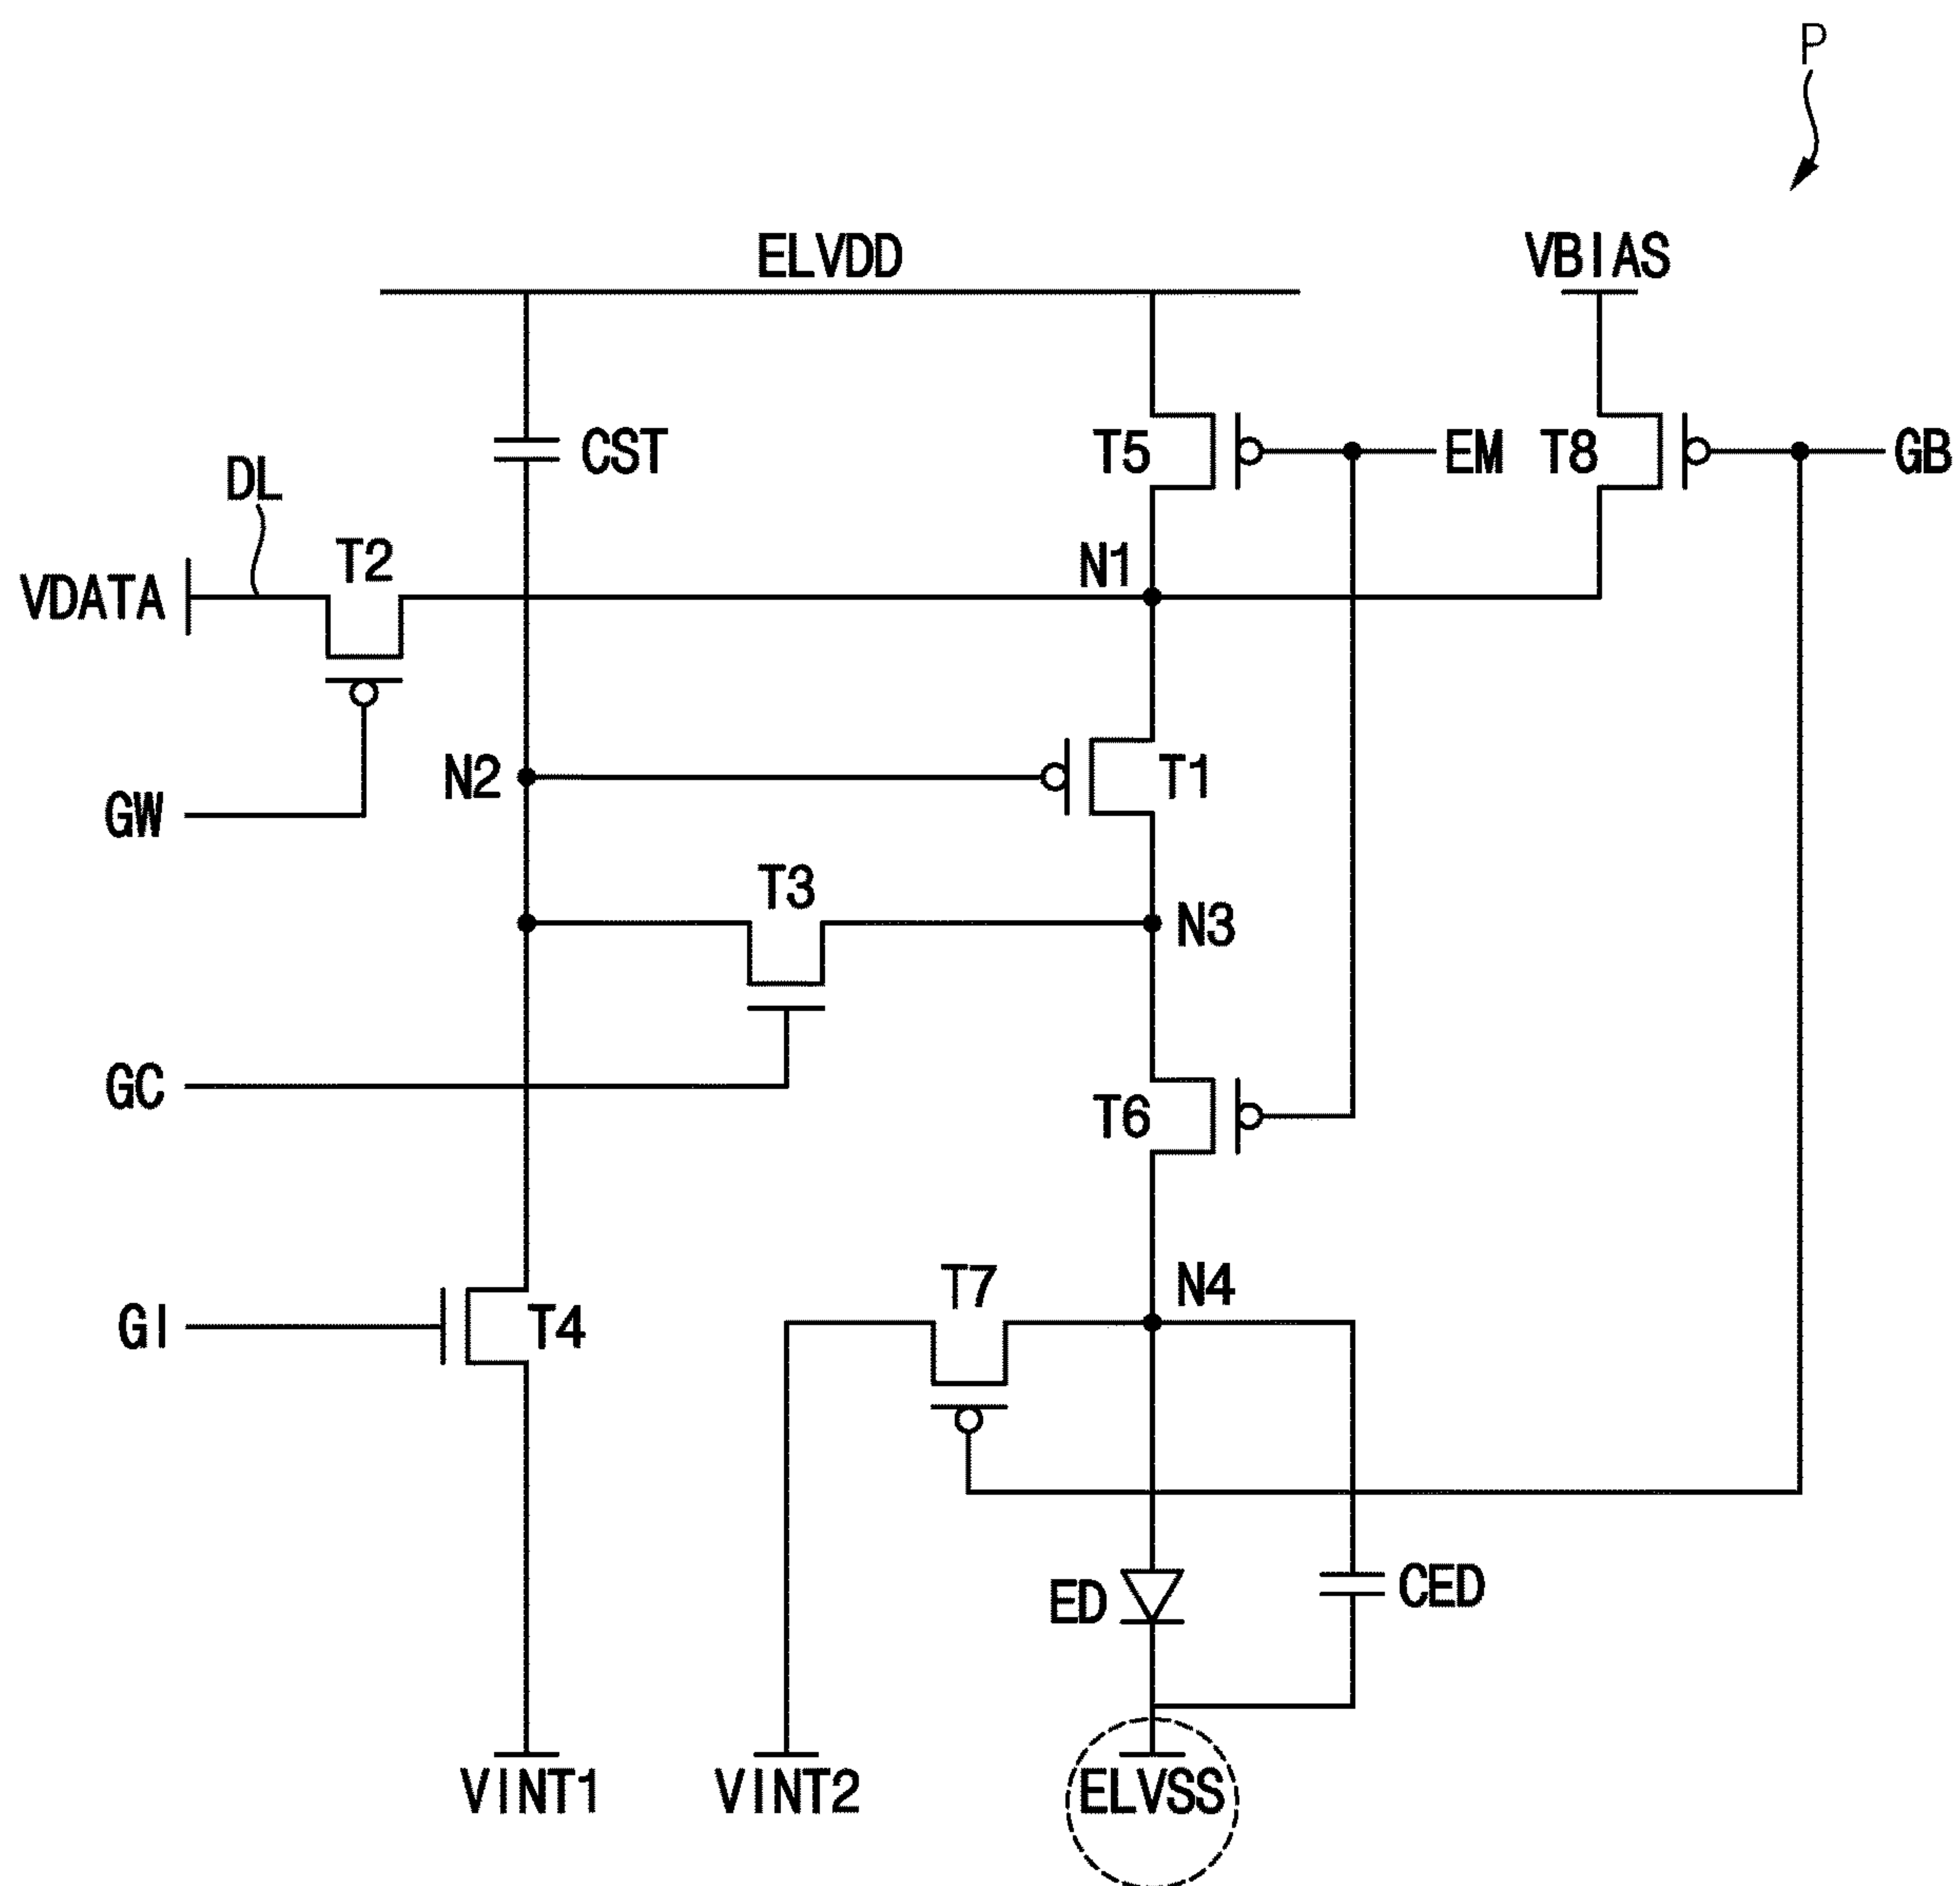 P
ELVDD
VBIAS
CST
T5
EM
T8
GB
DL
T2
N1
VDATA
N2
T1
GW
T3
N3
GC
T6
T7
N4
GI
T4
ED
CED
VINT1
VINT2
ELVSS